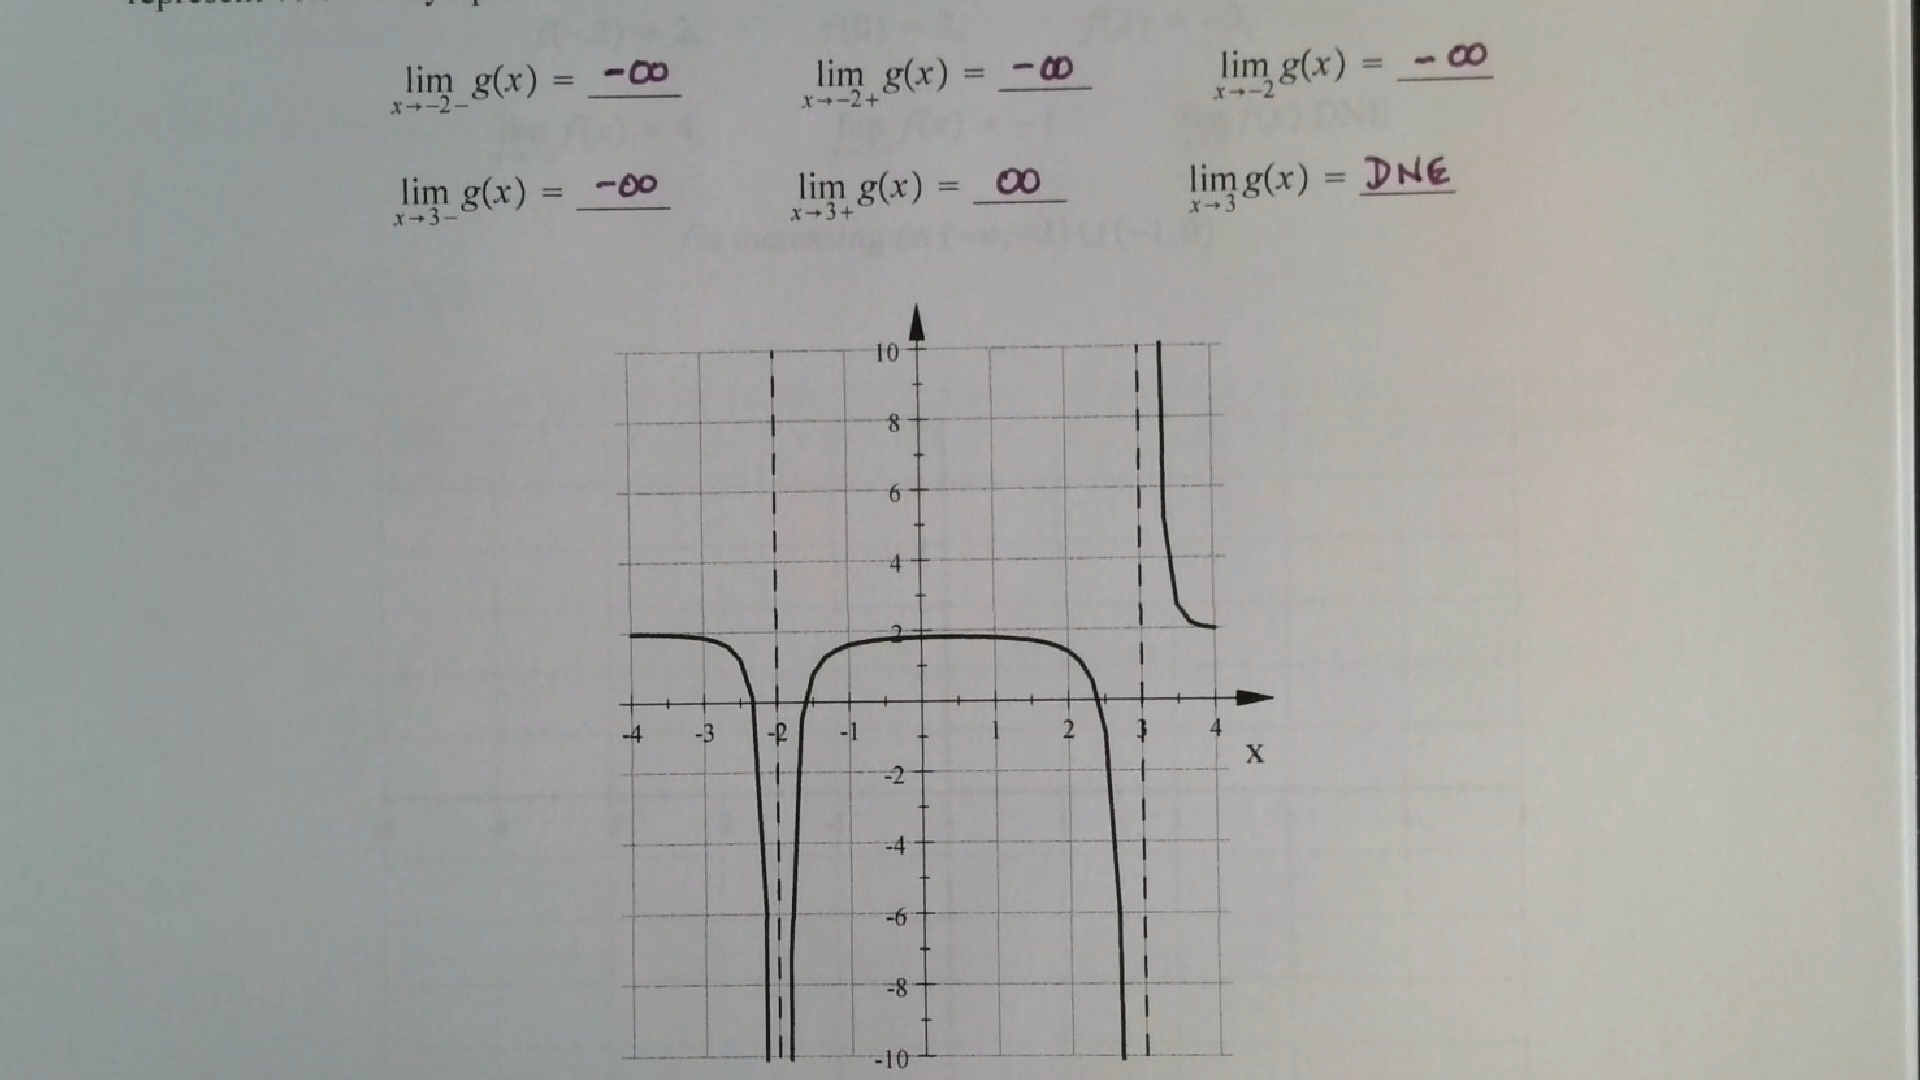 lim x→-2- g(x) = -∞ lim x→-2+ g(x) = -∞ lim x→-2 g(x) = -∞
lim x→3- g(x) = -∞ lim x→3+ g(x) = ∞ lim x→3 g(x) = DNE
10
8
6
4
2
-4 -3 -2 -1 1 2 3 4
X
-2
-4
-6
-8
-10